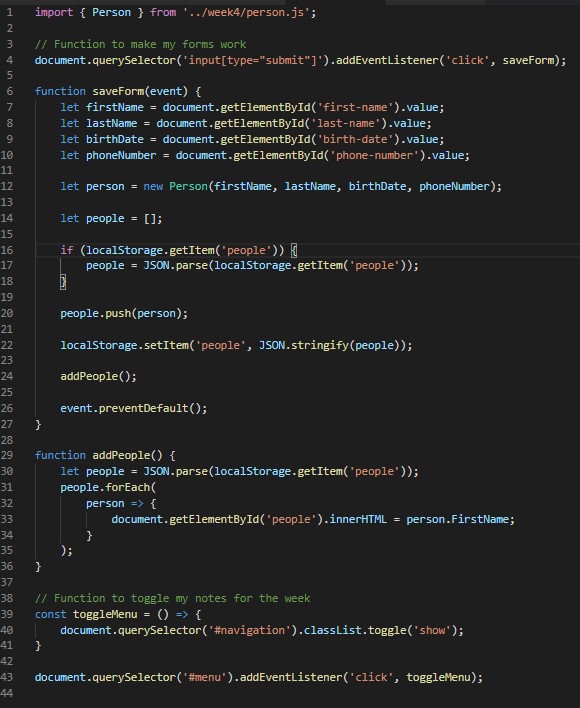 1 import { Person } from '../week4/person.js';
2
3 // Function to make my forms work
4 document.querySelector('input[type="submit"]').addEventListener('click', saveForm);
5
6 function saveForm(event) {
7     let firstName = document.getElementById('first-name').value;
8     let lastName = document.getElementById('last-name').value;
9     let birthDate = document.getElementById('birth-date').value;
10     let phoneNumber = document.getElementById('phone-number').value;
11
12     let person = new Person(firstName, lastName, birthDate, phoneNumber);
13
14     let people = [];
15
16     if (localStorage.getItem('people')) {
17         people = JSON.parse(localStorage.getItem('people'));
18     }
19
20     people.push(person);
21
22     localStorage.setItem('people', JSON.stringify(people));
23
24     addPeople();
25
26     event.preventDefault();
27 }
28
29 function addPeople() {
30     let people = JSON.parse(localStorage.getItem('people'));
31     people.forEach(
32         person => {
33             document.getElementById('people').innerHTML = person.FirstName;
34         }
35     );
36 }
37
38 // Function to toggle my notes for the week
39 const toggleMenu = () => {
40     document.querySelector('#navigation').classList.toggle('show');
41 }
42
43 document.querySelector('#menu').addEventListener('click', toggleMenu);
44